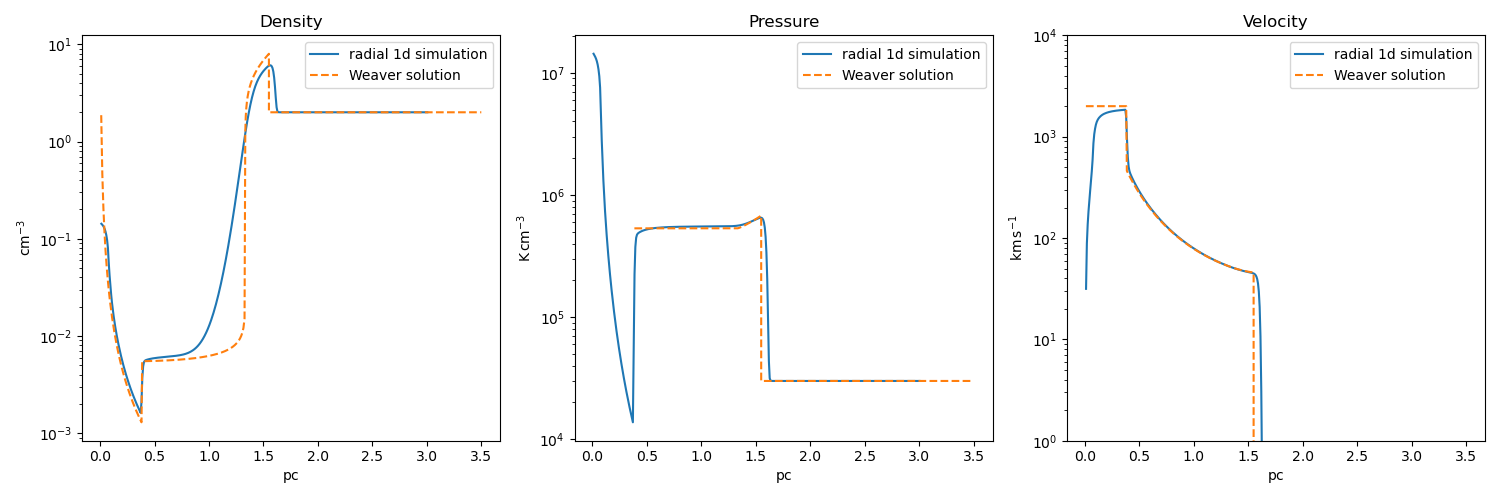 Density
radial 1d simulation
Weaver solution
10¹
10⁰
10⁻¹
10⁻²
10⁻³
cm⁻³
0.0 0.5 1.0 1.5 2.0 2.5 3.0 3.5
pc
Pressure
radial 1d simulation
Weaver solution
10⁷
10⁶
10⁵
10⁴
K cm⁻³
0.0 0.5 1.0 1.5 2.0 2.5 3.0 3.5
pc
Velocity
radial 1d simulation
Weaver solution
10⁴
10³
10²
10¹
10⁰
km s⁻¹
0.0 0.5 1.0 1.5 2.0 2.5 3.0 3.5
pc